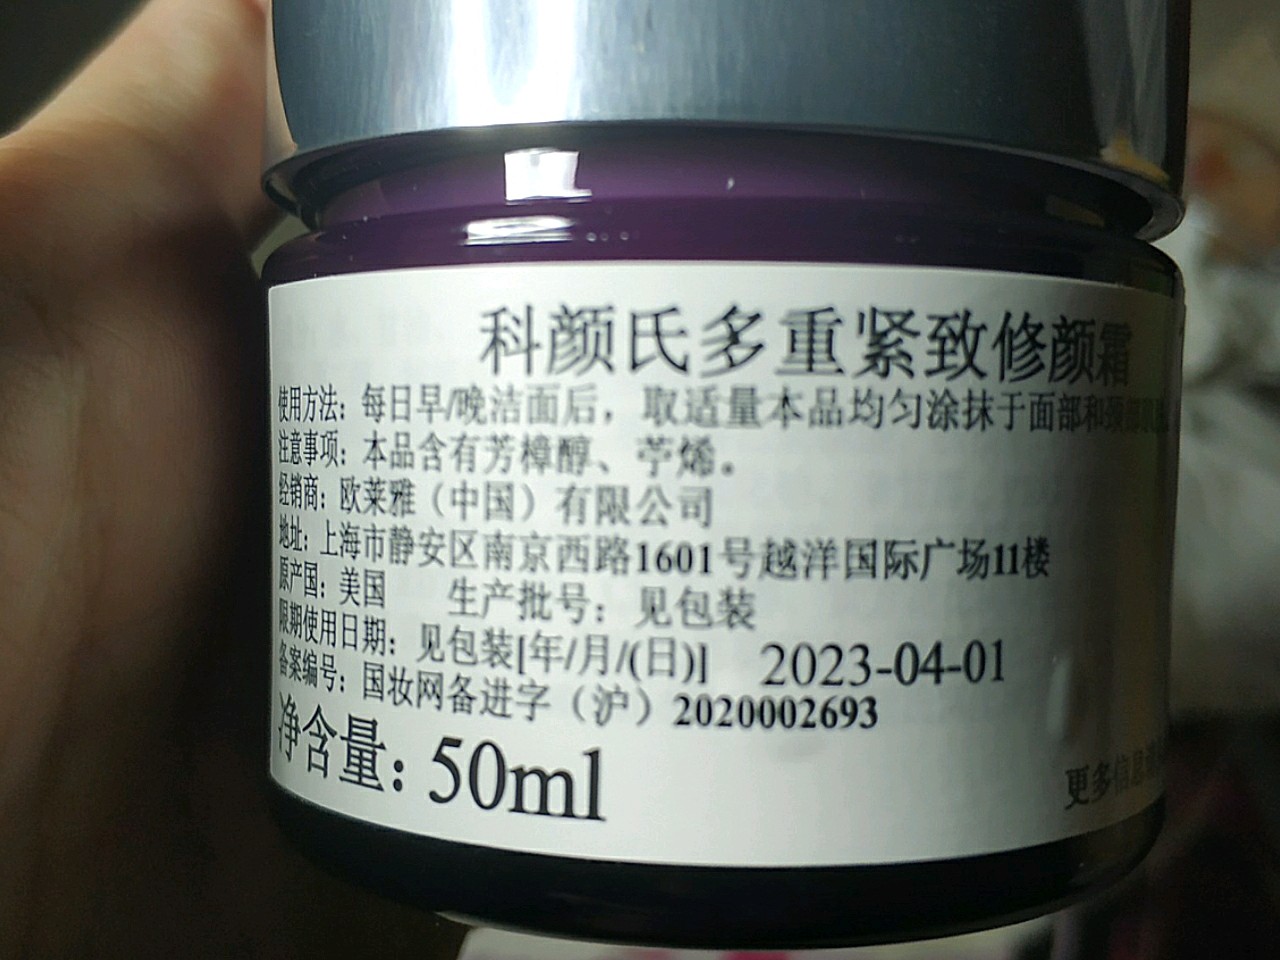 科颜氏多重紧致修颜霜
使用方法：每日早/晚洁面后，取适量本品均匀涂抹于面部和颈部
注意事项：本品含有芳樟醇、苧烯。
经销商：欧莱雅（中国）有限公司
地址：上海市静安区南京西路1601号越洋国际广场11楼
原产国：美国 生产批号：见包装
限期使用日期：见包装[年/月/(日)] 2023-04-01
备案编号：国妆网备进字（沪）2020002693
净含量：50ml
更多信息